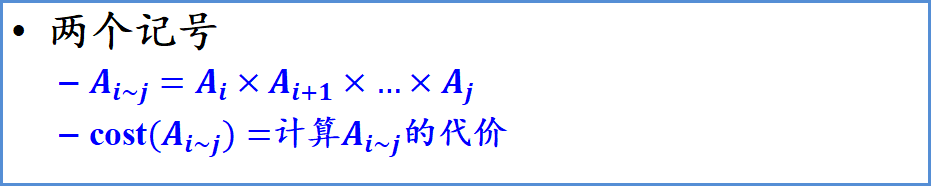 • 两个记号
– A_{i~j} = A_i × A_{i+1} × … × A_j
– cost(A_{i~j}) =计算A_{i~j}的代价